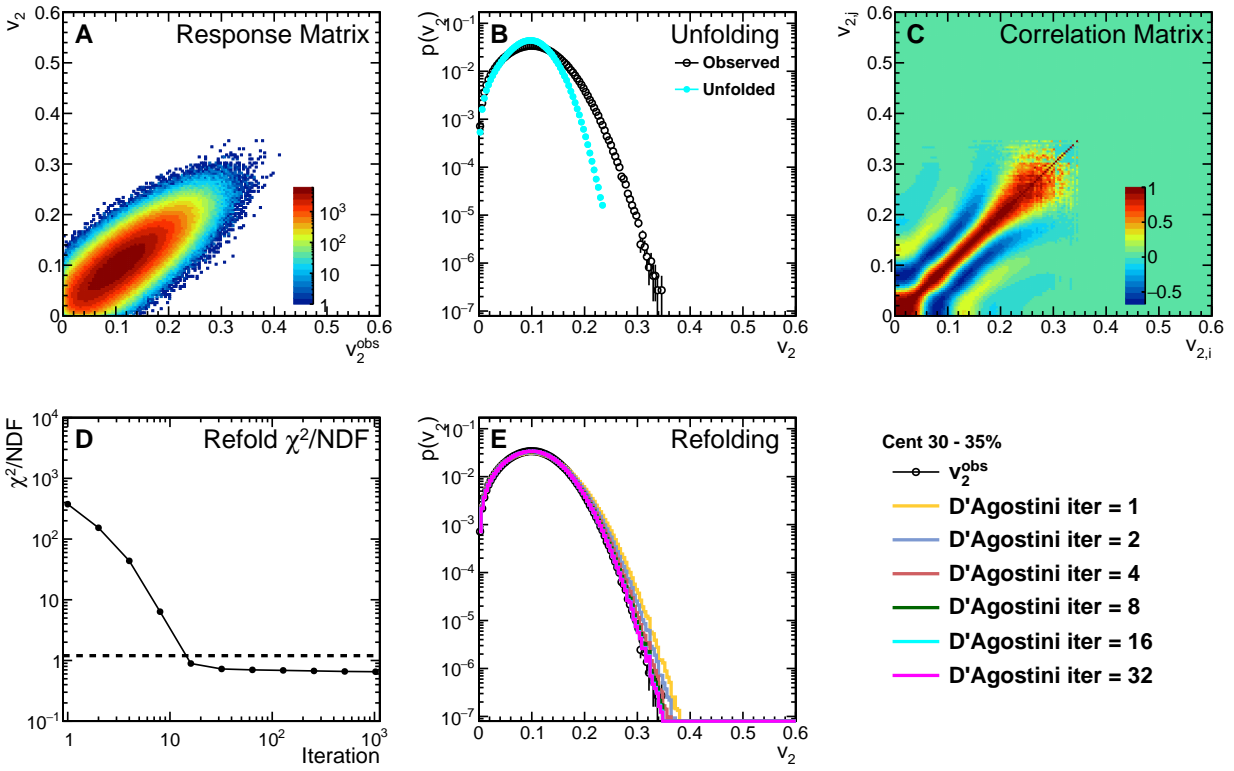 A Response Matrix
v₂
0.6
0.5
0.4
0.3
0.2
0.1
0
10³
10²
10
1
0 0.1 0.2 0.3 0.4 0.5 0.6
v₂ᵒᵇˢ
B Unfolding
p(v₂)
Observed
Unfolded
10⁻¹
10⁻²
10⁻³
10⁻⁴
10⁻⁵
10⁻⁶
10⁻⁷
0 0.1 0.2 0.3 0.4 0.5 0.6
v₂
C Correlation Matrix
v₂,ⱼ
0.6
0.5
0.4
0.3
0.2
0.1
0
1
0.5
0
−0.5
0 0.1 0.2 0.3 0.4 0.5 0.6
v₂,ᵢ
D Refold χ²/NDF
χ²/NDF
10⁴
10³
10²
10
1
10⁻¹
1 10 10² 10³
Iteration
E Refolding
p(v₂)
10⁻¹
10⁻²
10⁻³
10⁻⁴
10⁻⁵
10⁻⁶
10⁻⁷
0 0.1 0.2 0.3 0.4 0.5 0.6
v₂
Cent 30 - 35%
v₂ᵒᵇˢ
D'Agostini iter = 1
D'Agostini iter = 2
D'Agostini iter = 4
D'Agostini iter = 8
D'Agostini iter = 16
D'Agostini iter = 32